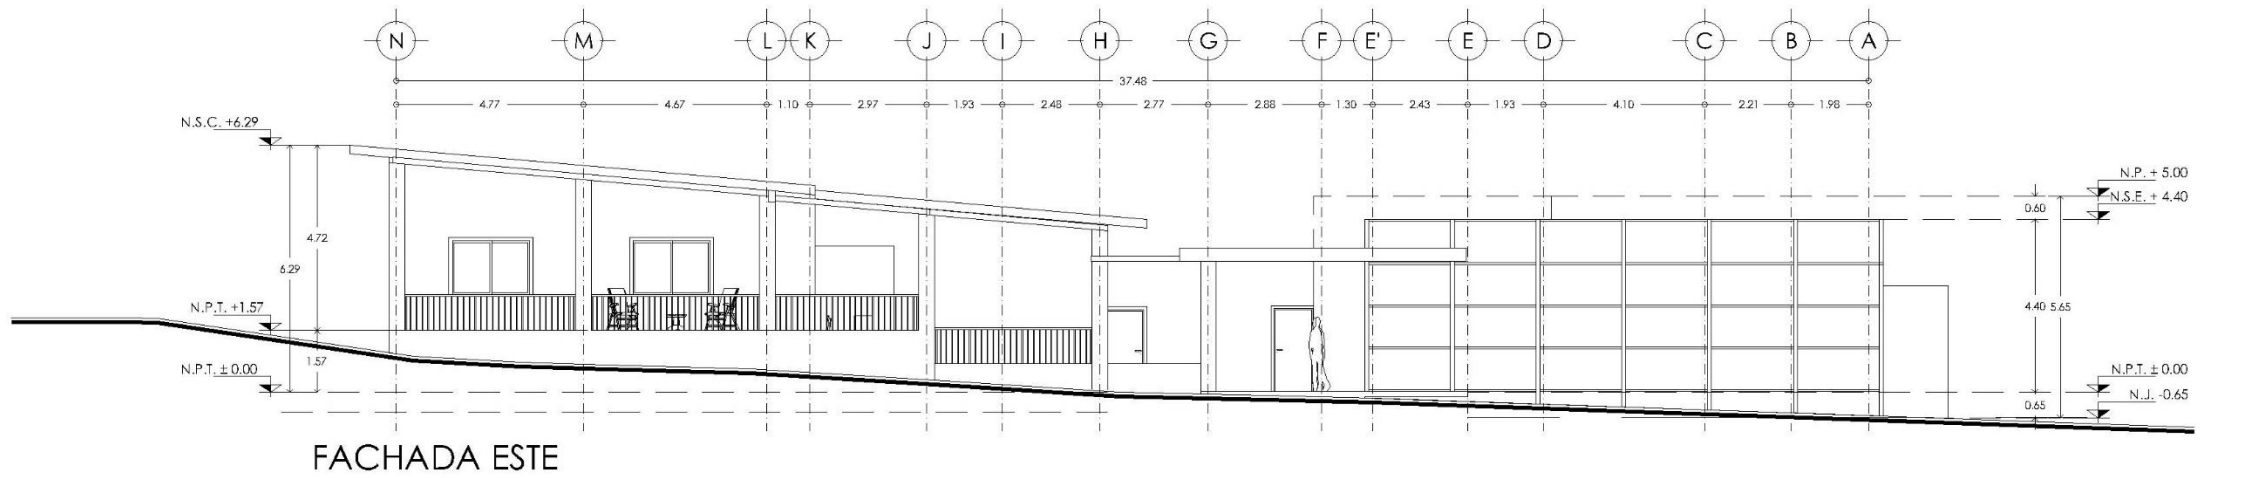 N M L K J I H G F E' E D C B A
37.48
4.77 4.67 1.10 2.97 1.93 2.48 2.77 2.88 1.30 2.43 1.93 4.10 2.21 1.98
N.S.C. +6.29
N.P. + 5.00
N.S.E. + 4.40
0.60
4.72
6.29
N.P.T. +1.57
4.40 5.65
1.57
N.P.T. ± 0.00
N.P.T. ± 0.00
N.J. -0.65
0.65
FACHADA ESTE